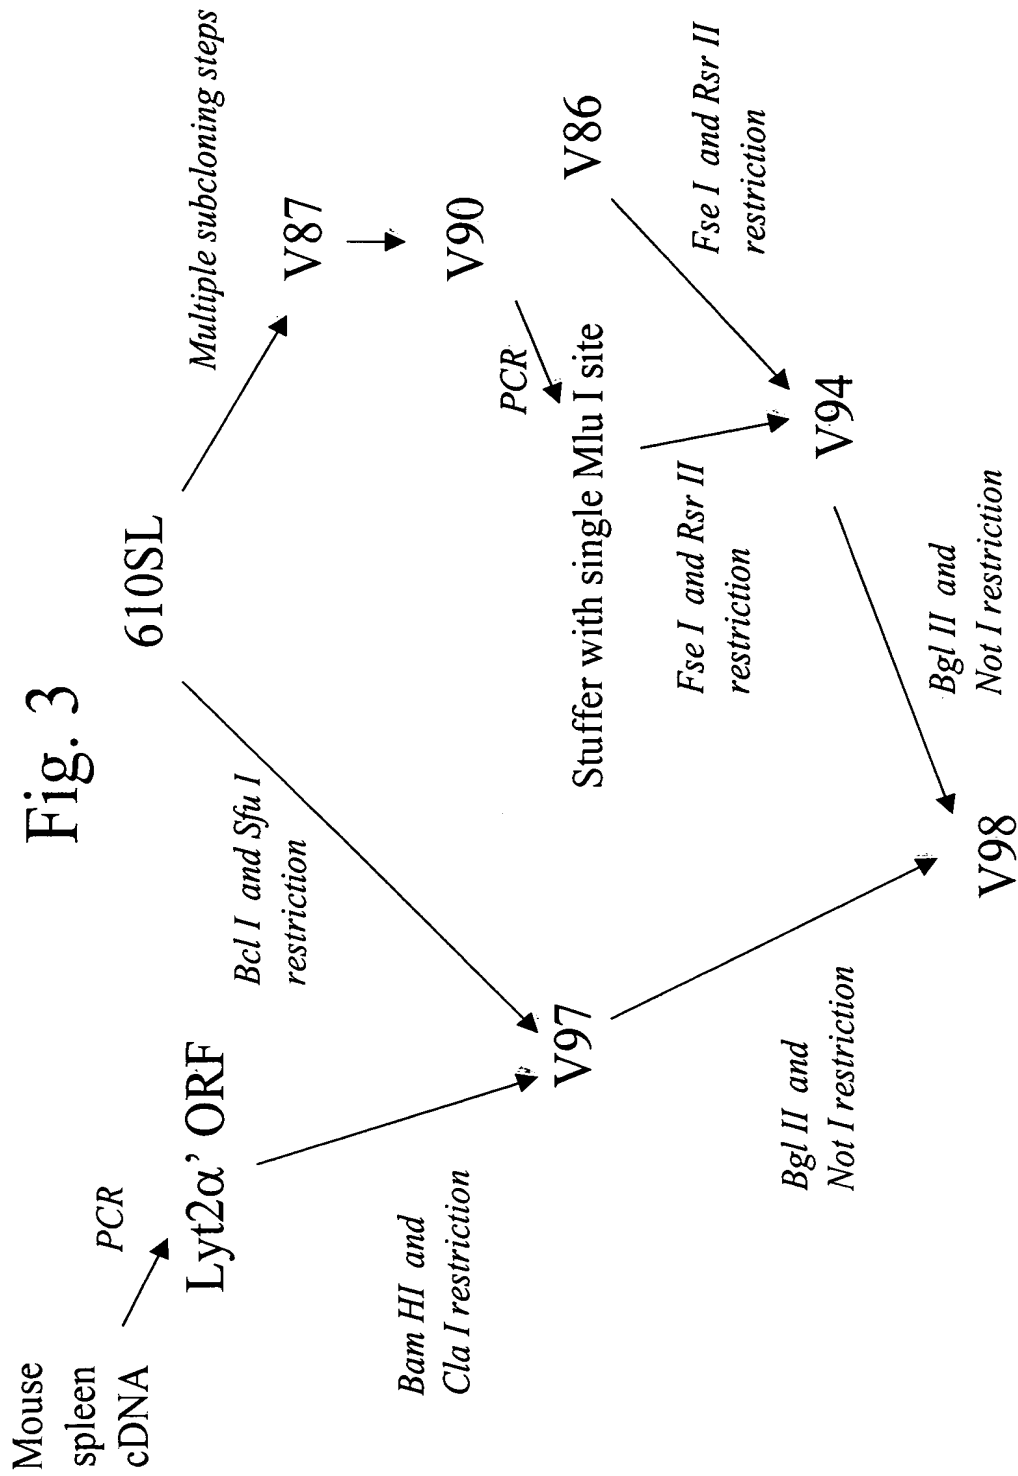 Fig. 3
Mouse
spleen
cDNA
PCR
Lyt2α' ORF
610SL
Multiple subcloning steps
Bcl I and Sfu I
restriction
V87
Bam HI and
Cla I restriction
V90
PCR
V97
Stuffer with single Mlu I site
V86
Fse I and Rsr II
restriction
Fse I and Rsr II
restriction
Bgl II and
Not I restriction
V94
Bgl II and
Not I restriction
V98